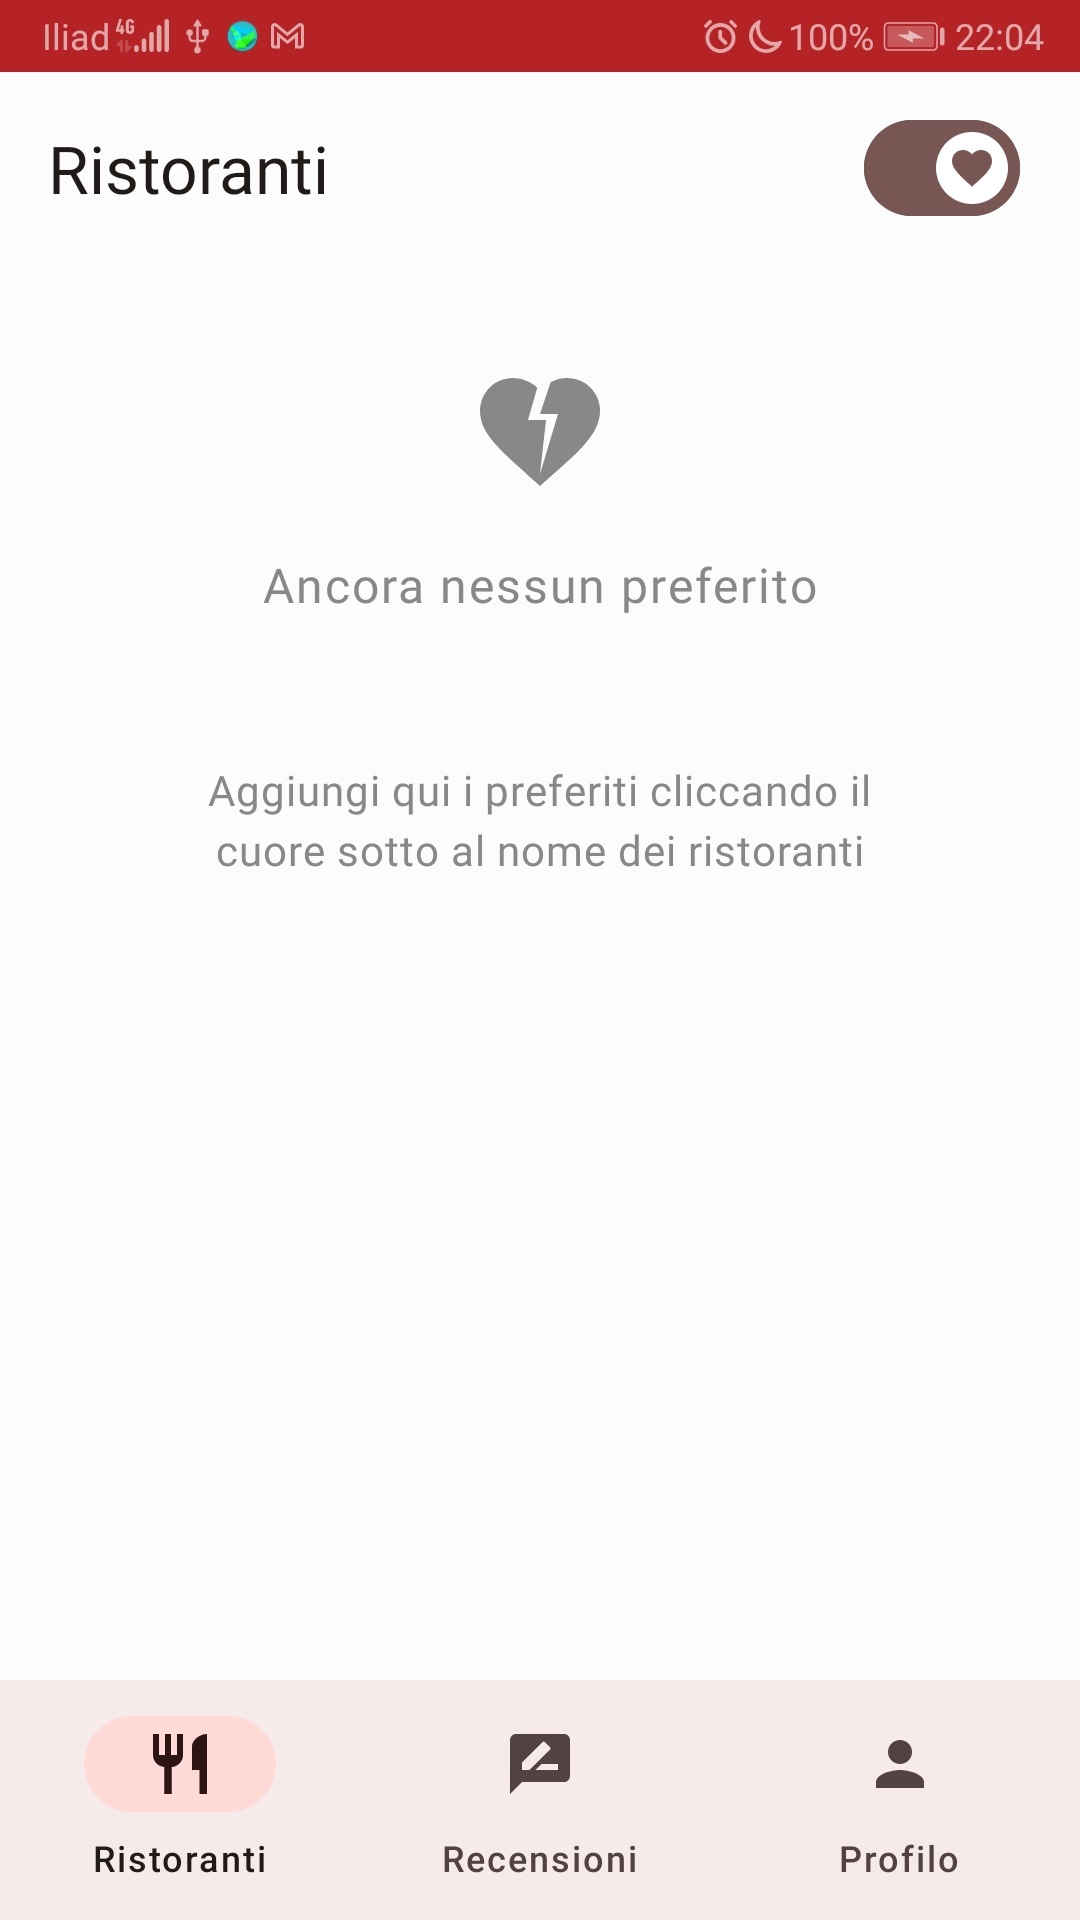 Iliad 4G 100% 22:04
Ristoranti
Ancora nessun preferito
Aggiungi qui i preferiti cliccando il
cuore sotto al nome dei ristoranti
Ristoranti Recensioni Profilo